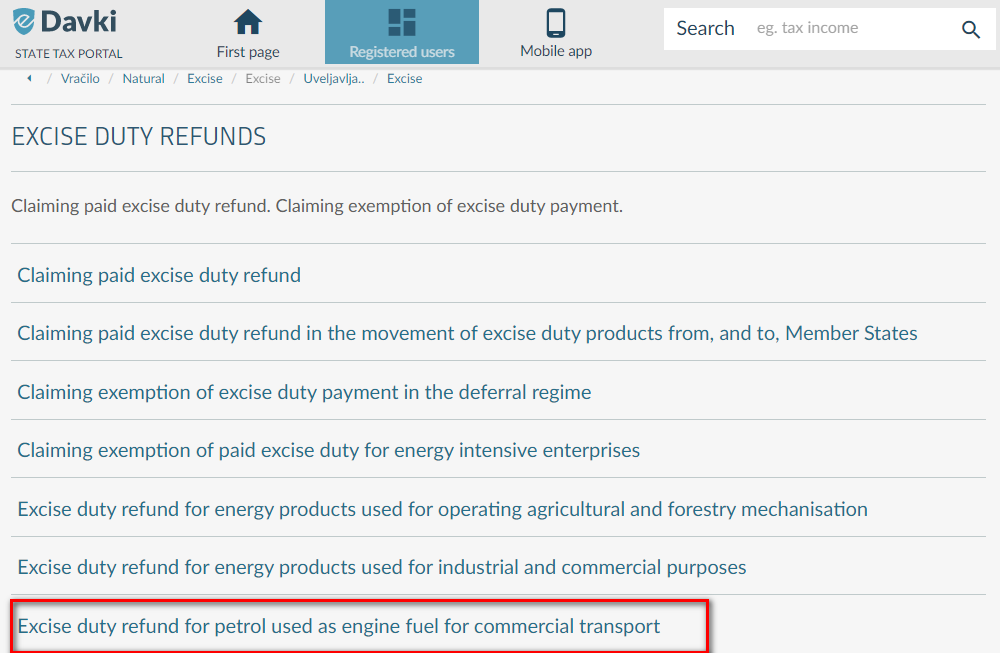 Davki
STATE TAX PORTAL
First page
Registered users
Mobile app
Search eg. tax income
/ Vračilo / Natural / Excise / Excise / Uveljavlja.. / Excise
EXCISE DUTY REFUNDS
Claiming paid excise duty refund. Claiming exemption of excise duty payment.
Claiming paid excise duty refund
Claiming paid excise duty refund in the movement of excise duty products from, and to, Member States
Claiming exemption of excise duty payment in the deferral regime
Claiming exemption of paid excise duty for energy intensive enterprises
Excise duty refund for energy products used for operating agricultural and forestry mechanisation
Excise duty refund for energy products used for industrial and commercial purposes
Excise duty refund for petrol used as engine fuel for commercial transport